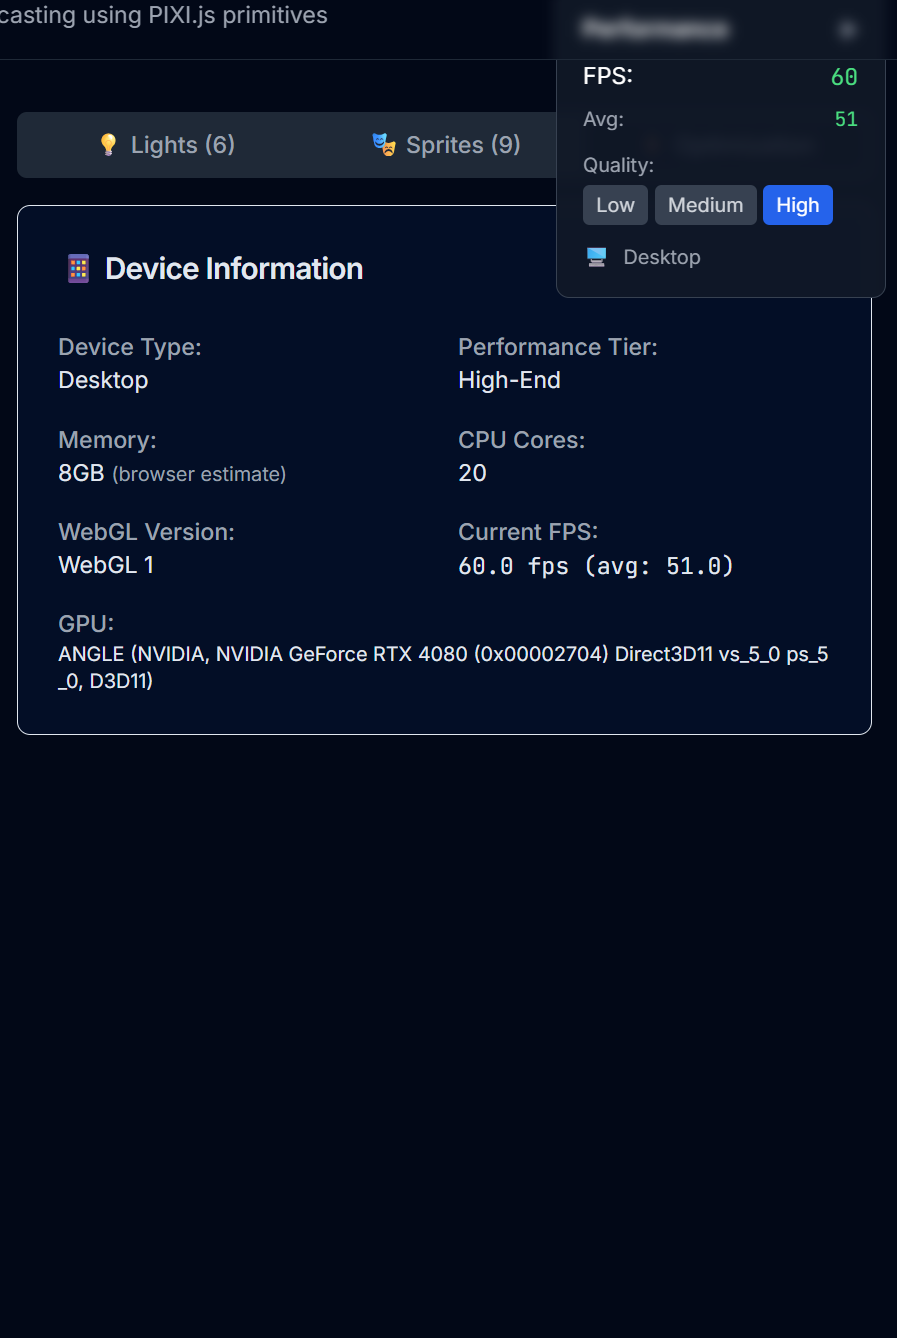 casting using PIXI.js primitives
Performance
FPS: 60
Avg: 51
Quality:
Low Medium High
Desktop
Lights (6) Sprites (9)
Device Information
Device Type:
Desktop
Performance Tier:
High-End
Memory:
8GB (browser estimate)
CPU Cores:
20
WebGL Version:
WebGL 1
Current FPS:
60.0 fps (avg: 51.0)
GPU:
ANGLE (NVIDIA, NVIDIA GeForce RTX 4080 (0x00002704) Direct3D11 vs_5_0 ps_5
_0, D3D11)